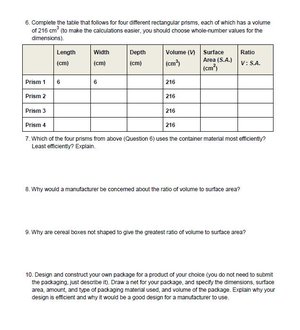 6. Complete the table that follows for four different rectangular prisms, each of which has a volume
of 216 cm³ (to make the calculations easier, you should choose whole-number values for the
dimensions).
Length (cm) Width (cm) Depth (cm) Volume (V) (cm³) Surface Area (S.A.) (cm²) Ratio V : S.A.
Prism 1 6 6 216
Prism 2 216
Prism 3 216
Prism 4 216
7. Which of the four prisms from above (Question 6) uses the container material most efficiently?
Least efficiently? Explain.
8. Why would a manufacturer be concerned about the ratio of volume to surface area?
9. Why are cereal boxes not shaped to give the greatest ratio of volume to surface area?
10. Design and construct your own package for a product of your choice (you do not need to submit
the packaging, just describe it). Draw a net for your package, and specify the dimensions, surface
area, amount, and type of packaging material used, and volume of the package. Explain why your
design is efficient and why it would be a good design for a manufacturer to use.